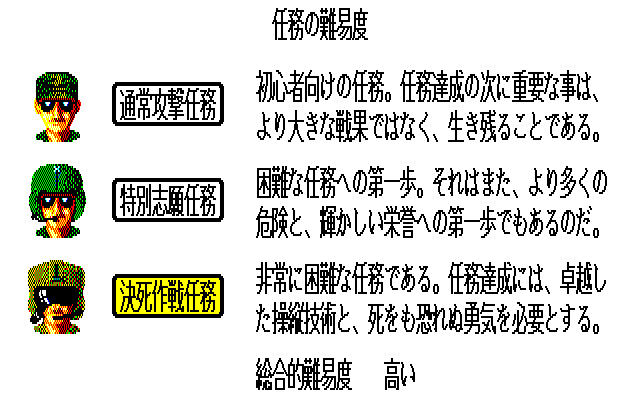 任務の難易度
通常攻撃任務
初心者向けの任務。任務達成の次に重要な事は、
より大きな戦果ではなく、生き残ることである。
特別志願任務
困難な任務への第一歩。それはまた、より多くの
危険と、輝かしい栄誉への第一歩でもあるのだ。
決死作戦任務
非常に困難な任務である。任務達成には、卓越し
た操縦技術と、死をも恐れぬ勇気を必要とする。
総合的難易度 高い